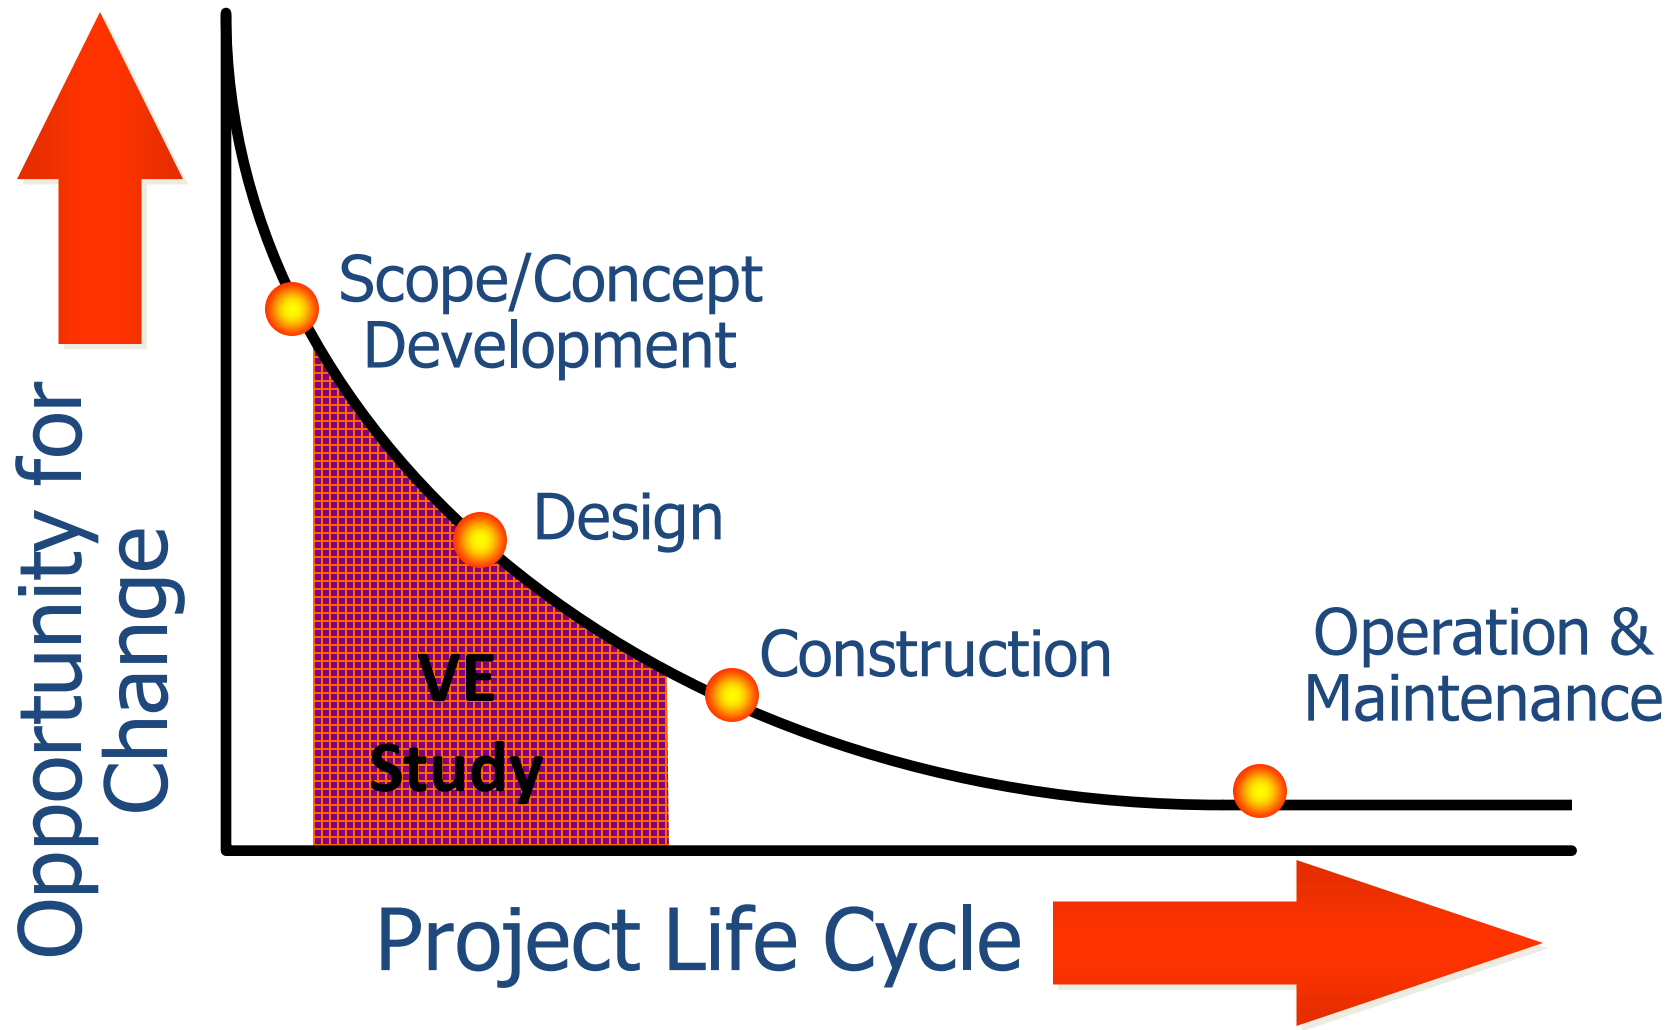 Opportunity for
Change
Scope/Concept
Development
Design
Construction
Operation &
Maintenance
VE
Study
Project Life Cycle